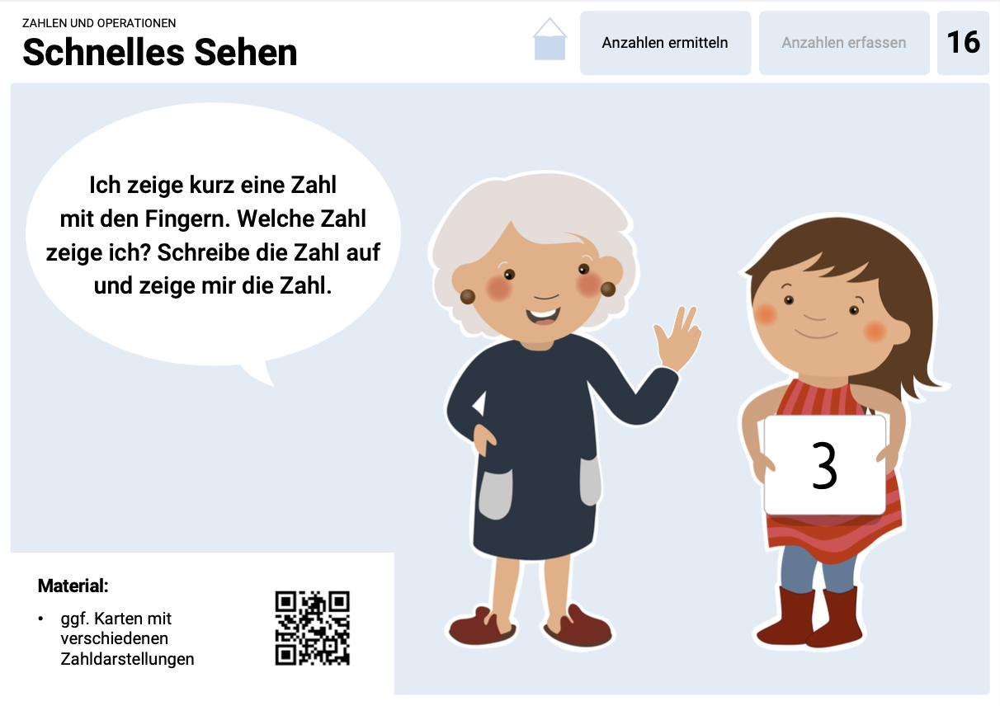 ZAHLEN UND OPERATIONEN
Schnelles Sehen
Anzahlen ermitteln
Anzahlen erfassen
16
Ich zeige kurz eine Zahl
mit den Fingern. Welche Zahl
zeige ich? Schreibe die Zahl auf
und zeige mir die Zahl.
3
Material:
• ggf. Karten mit
verschiedenen
Zahldarstellungen